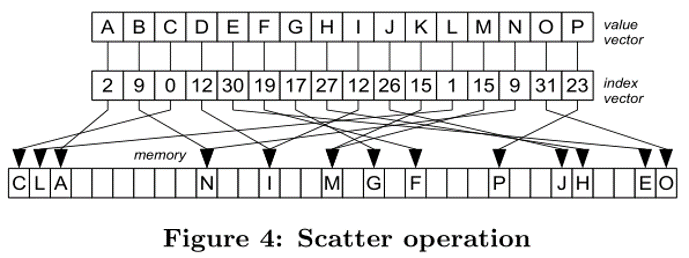 A B C D E F G H I J K L M N O P value vector
2 9 0 12 30 19 17 27 12 26 15 1 15 9 31 23 index vector
memory
C L A N I M G F P J H E O
Figure 4: Scatter operation